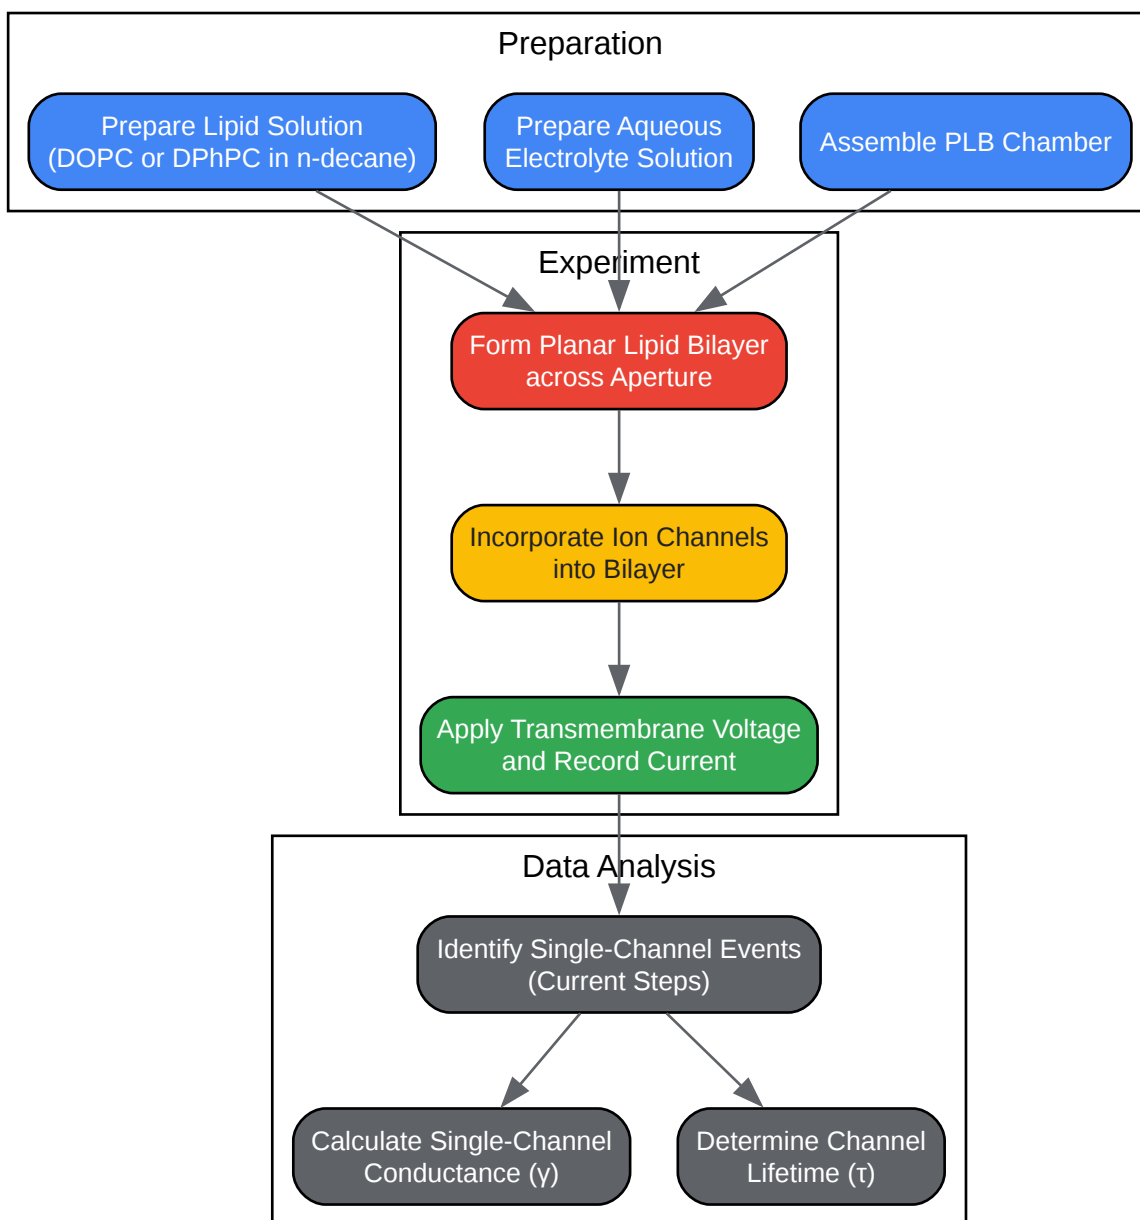 Preparation
Prepare Lipid Solution
(DOPC or DPhPC in n-decane)
Prepare Aqueous
Electrolyte Solution
Assemble PLB Chamber
Experiment
Form Planar Lipid Bilayer
across Aperture
Incorporate Ion Channels
into Bilayer
Apply Transmembrane Voltage
and Record Current
Data Analysis
Identify Single-Channel Events
(Current Steps)
Calculate Single-Channel
Conductance (γ)
Determine Channel
Lifetime (τ)